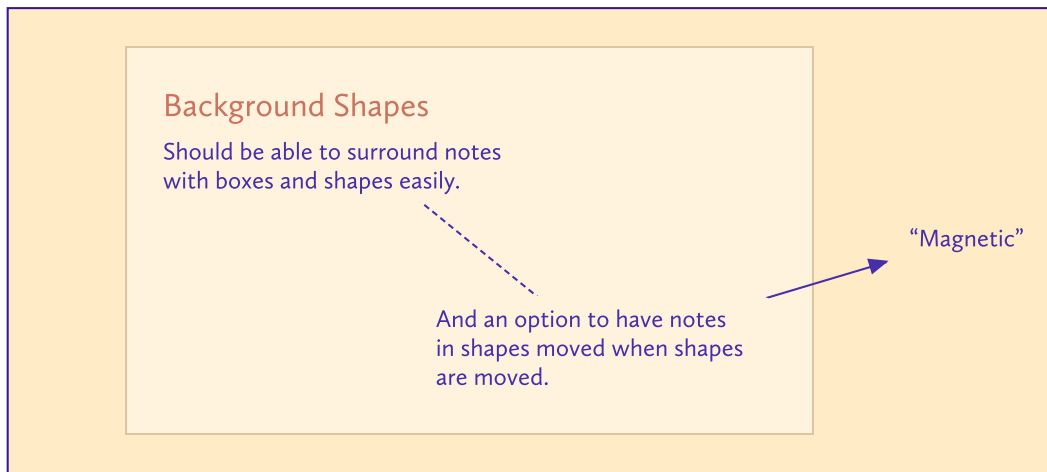 Background Shapes
Should be able to surround notes
with boxes and shapes easily.
“Magnetic”
And an option to have notes
in shapes moved when shapes
are moved.